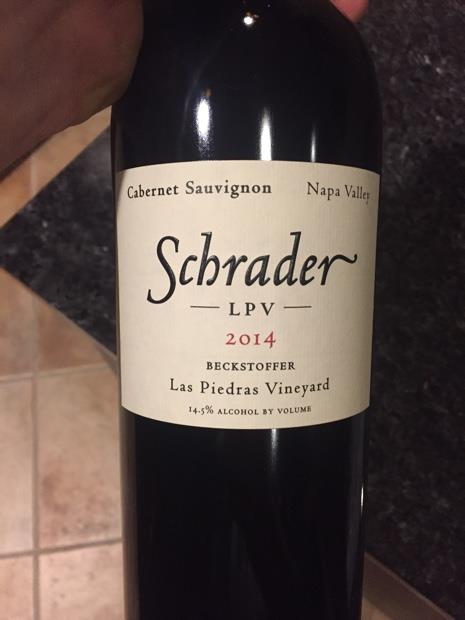 Cabernet Sauvignon Napa Valley
Schrader
LPV
2014
BECKSTOFFER
Las Piedras Vineyard
14.5% ALCOHOL BY VOLUME